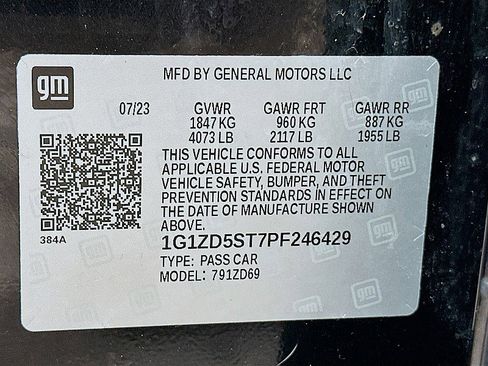 gm
MFD BY GENERAL MOTORS LLC
07/23 GVWR GAWR FRT GAWR RR
1847 KG 960 KG 887 KG
4073 LB 2117 LB 1955 LB
THIS VEHICLE CONFORMS TO ALL
APPLICABLE U.S. FEDERAL MOTOR
VEHICLE SAFETY, BUMPER, AND THEFT
PREVENTION STANDARDS IN EFFECT ON
THE DATE OF MANUFACTURE SHOWN
ABOVE.
384A
1G1ZD5ST7PF246429
TYPE: PASS CAR
MODEL: 791ZD69